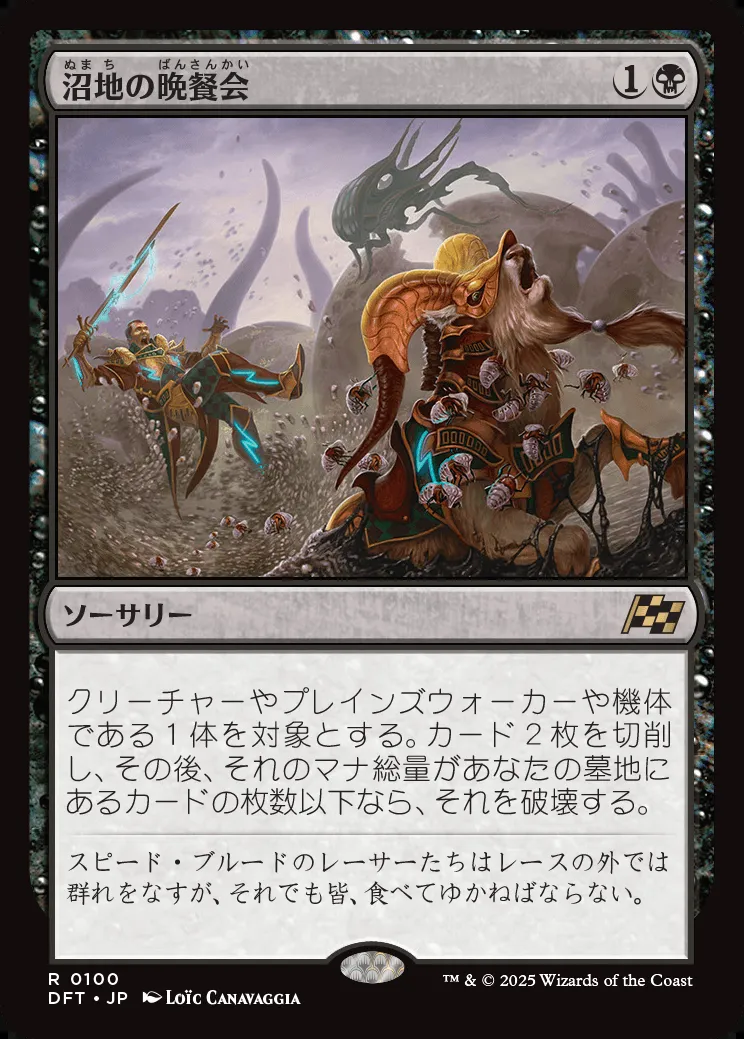 ぬまち ばんさんかい
沼地の晩餐会
1
ソーサリー
クリーチャーやプレインズウォーカーや機体
である1体を対象とする。カード2枚を切削
し、その後、それのマナ総量があなたの墓地に
あるカードの枚数以下なら、それを破壊する。
スピード・ブルードのレーサーたちはレースの外では
群れをなすが、それでも皆、食べてゆかねばならない。
R 0100
DFT • JP Loïc Canavaggia
™ & © 2025 Wizards of the Coast